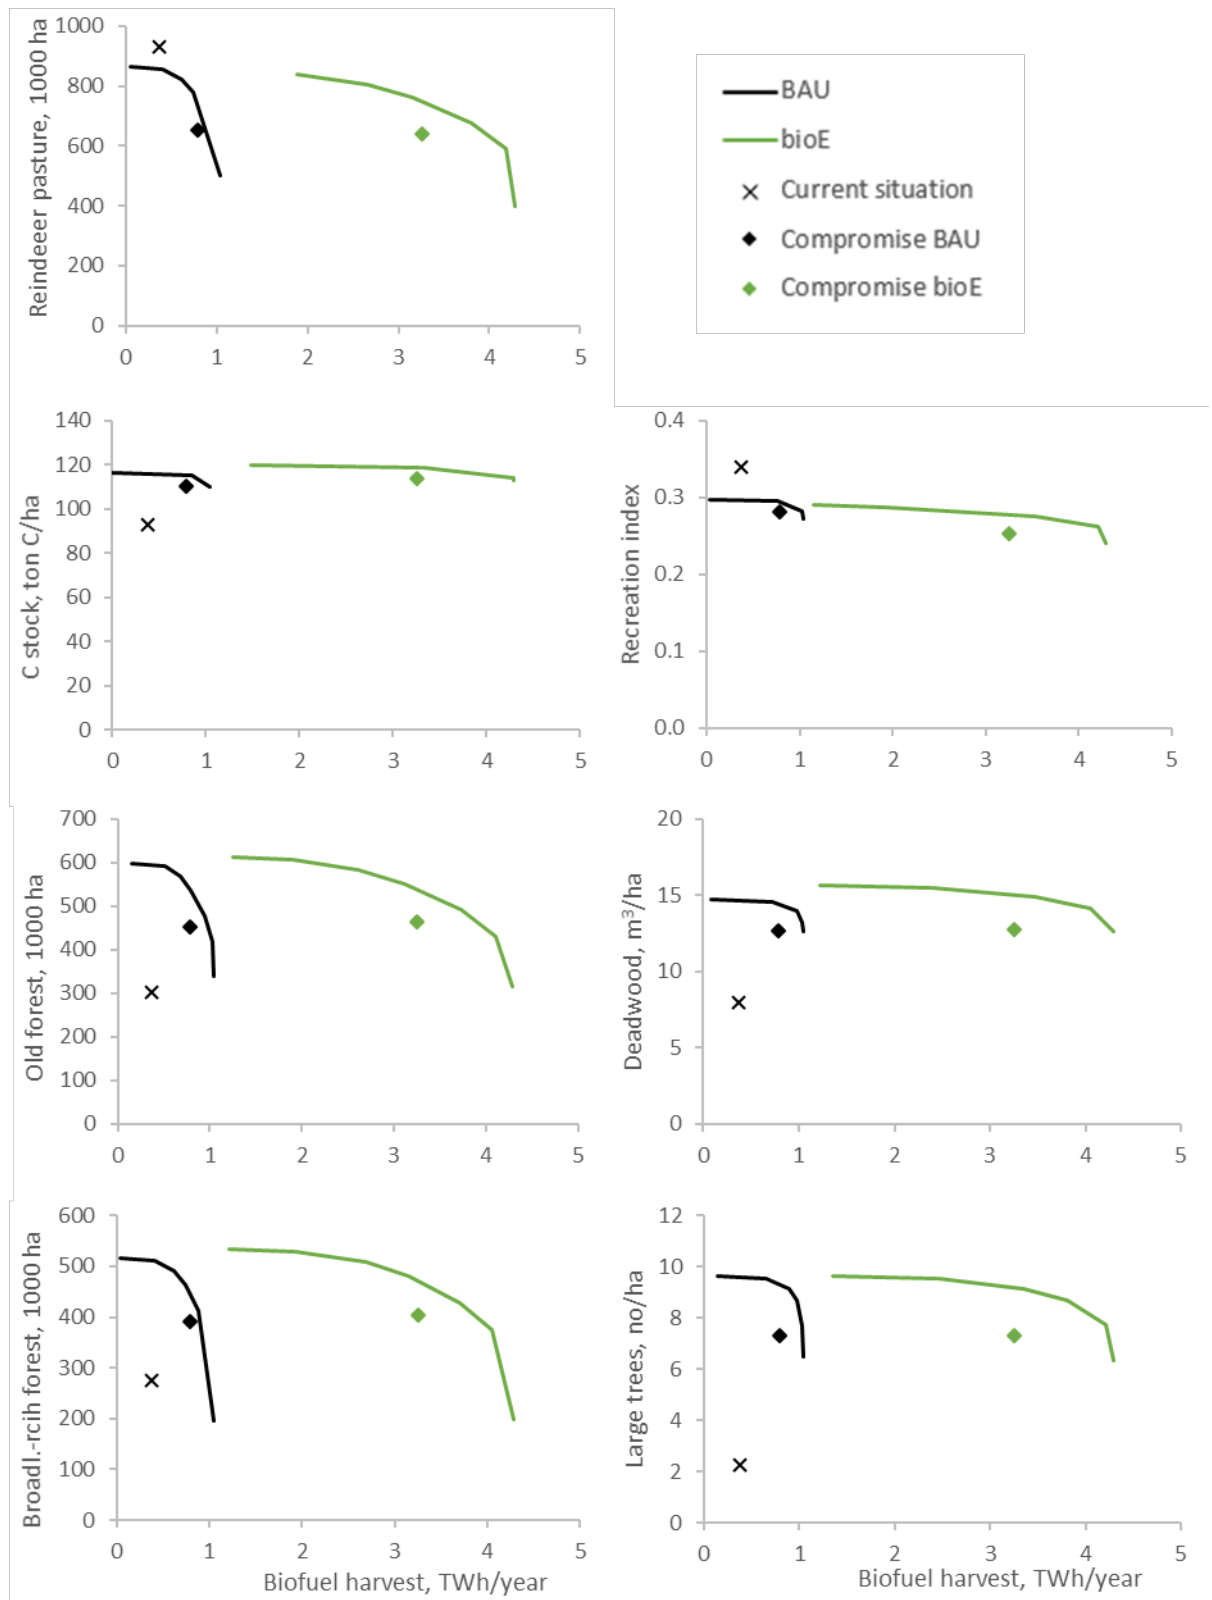 Reindeeer pasture, 1000 ha
1000
800
600
400
200
0
0 1 2 3 4 5
BAU
bioE
Current situation
Compromise BAU
Compromise bioE
C stock, ton C/ha
140
120
100
80
60
40
20
0
0 1 2 3 4 5
Recreation index
0.4
0.3
0.2
0.1
0.0
0 1 2 3 4 5
Old forest, 1000 ha
700
600
500
400
300
200
100
0
0 1 2 3 4 5
Deadwood, m³/ha
20
15
10
5
0
0 1 2 3 4 5
Broadl.-rcih forest, 1000 ha
600
500
400
300
200
100
0
0 1 2 3 4 5
Biofuel harvest, TWh/year
Large trees, no/ha
12
10
8
6
4
2
0
0 1 2 3 4 5
Biofuel harvest, TWh/year